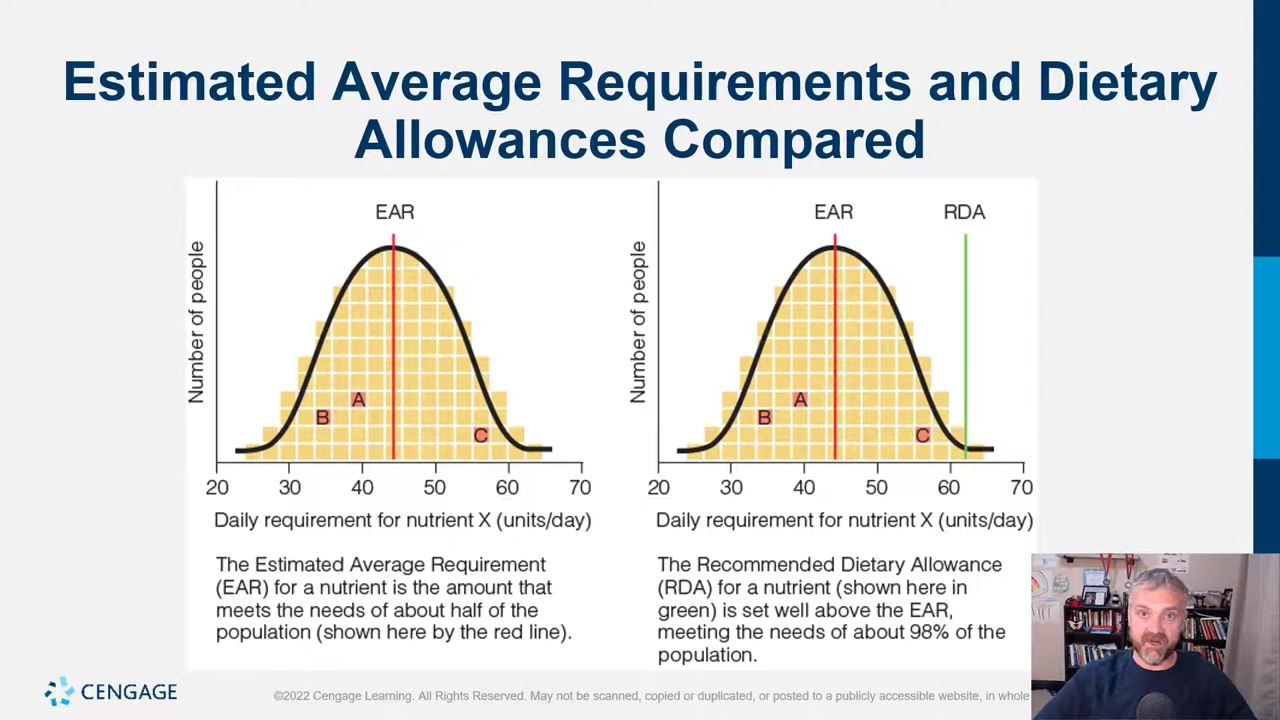 Estimated Average Requirements and Dietary
Allowances Compared
EAR
Number of people
B
A
C
20 30 40 50 60 70
Daily requirement for nutrient X (units/day)
The Estimated Average Requirement
(EAR) for a nutrient is the amount that
meets the needs of about half of the
population (shown here by the red line).
EAR
RDA
Number of people
B
A
C
20 30 40 50 60 70
Daily requirement for nutrient X (units/day)
The Recommended Dietary Allowance
(RDA) for a nutrient (shown here in
green) is set well above the EAR,
meeting the needs of about 98% of the
population.
CENGAGE
©2022 Cengage Learning. All Rights Reserved. May not be scanned, copied or duplicated, or posted to a publicly accessible website, in whole